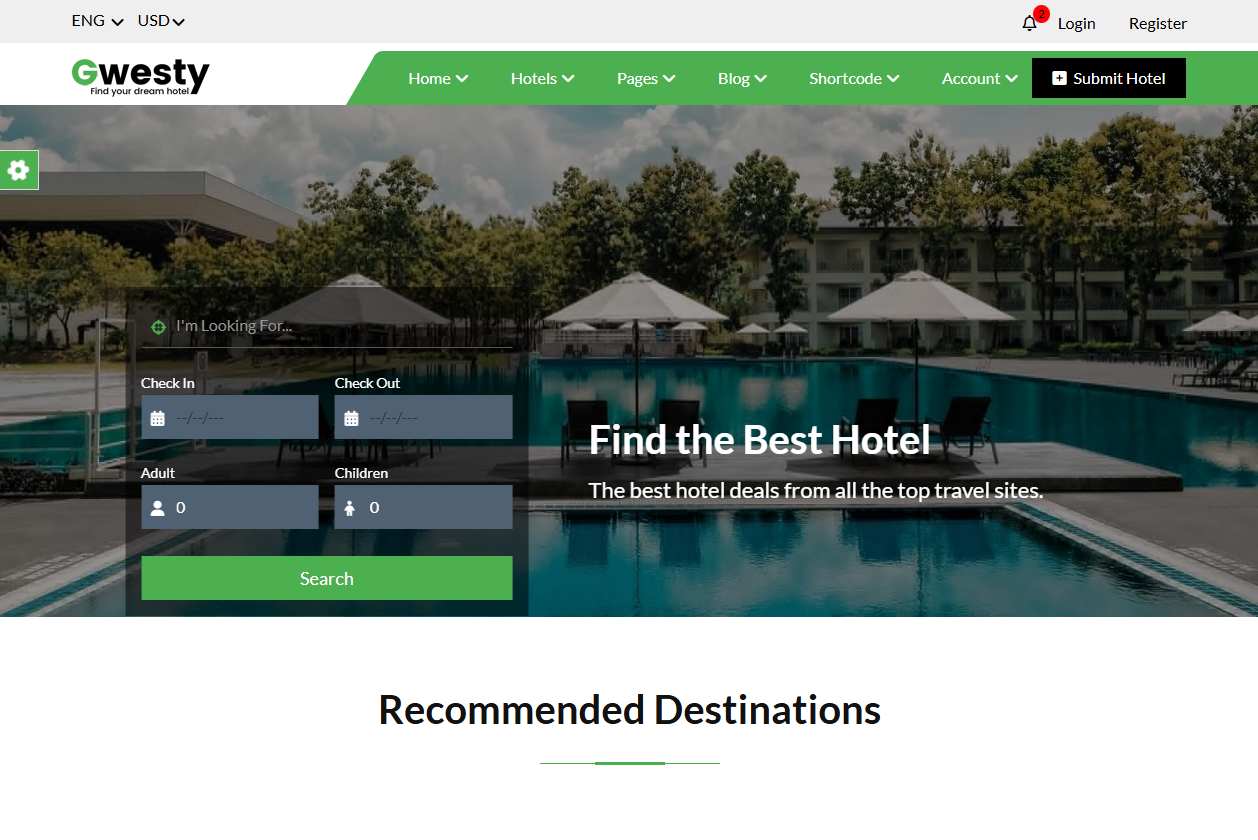 ENG USD 2 Login Register
Gwesty
Find your dream hotel
Home Hotels Pages Blog Shortcode Account Submit Hotel
I'm Looking For...
Check In Check Out
--/--/--- --/--/---
Adult Children
0 0
Search
Find the Best Hotel
The best hotel deals from all the top travel sites.
Recommended Destinations